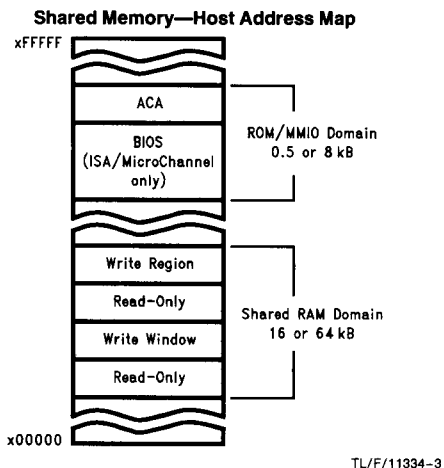 Shared Memory—Host Address Map
xFFFFF
ACA
BIOS
(ISA/MicroChannel
only)
ROM/MMIO Domain
0.5 or 8 kB
Write Region
Read-Only
Write Window
Read-Only
Shared RAM Domain
16 or 64 kB
x00000
TL/F/11334-3